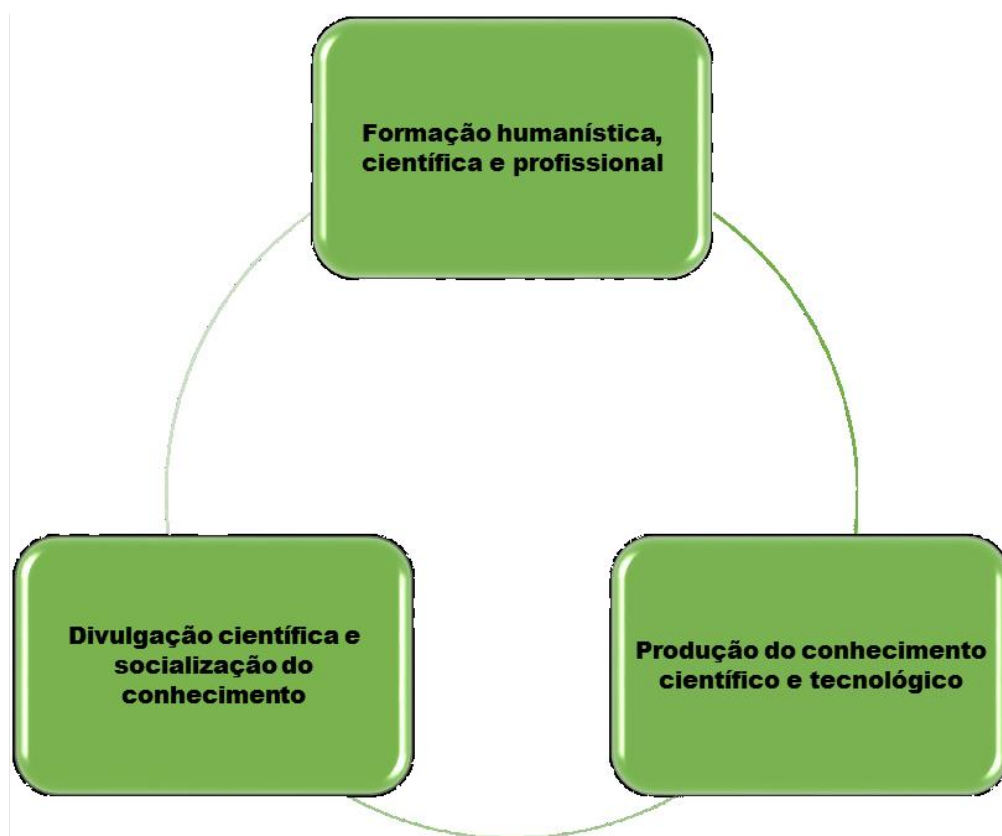 Formação humanística,
científica e profissional
Divulgação científica e
socialização do
conhecimento
Produção do conhecimento
científico e tecnológico